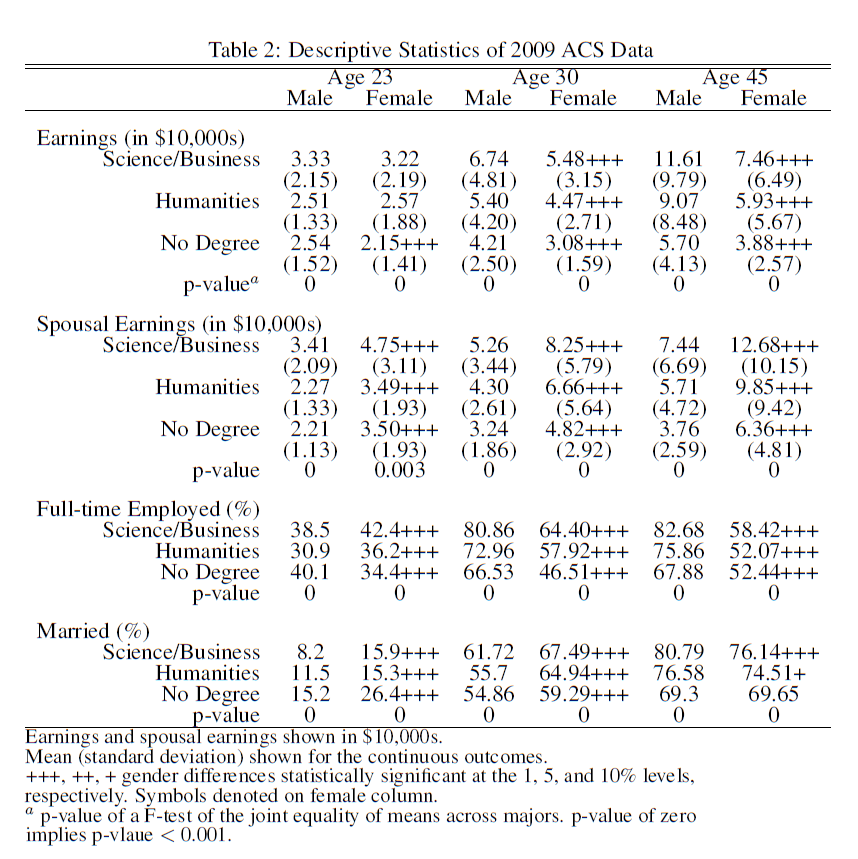 Table 2: Descriptive Statistics of 2009 ACS Data
Age 23 Age 30 Age 45
Male Female Male Female Male Female
Earnings (in $10,000s)
Science/Business 3.33 3.22 6.74 5.48+++ 11.61 7.46+++
(2.15) (2.19) (4.81) (3.15) (9.79) (6.49)
Humanities 2.51 2.57 5.40 4.47+++ 9.07 5.93+++
(1.33) (1.88) (4.20) (2.71) (8.48) (5.67)
No Degree 2.54 2.15+++ 4.21 3.08+++ 5.70 3.88+++
(1.52) (1.41) (2.50) (1.59) (4.13) (2.57)
p-valueᵃ 0 0 0 0 0 0
Spousal Earnings (in $10,000s)
Science/Business 3.41 4.75+++ 5.26 8.25+++ 7.44 12.68+++
(2.09) (3.11) (3.44) (5.79) (6.69) (10.15)
Humanities 2.27 3.49+++ 4.30 6.66+++ 5.71 9.85+++
(1.33) (1.93) (2.61) (5.64) (4.72) (9.42)
No Degree 2.21 3.50+++ 3.24 4.82+++ 3.76 6.36+++
(1.13) (1.93) (1.86) (2.92) (2.59) (4.81)
p-value 0 0.003 0 0 0 0
Full-time Employed (%)
Science/Business 38.5 42.4+++ 80.86 64.40+++ 82.68 58.42+++
Humanities 30.9 36.2+++ 72.96 57.92+++ 75.86 52.07+++
No Degree 40.1 34.4+++ 66.53 46.51+++ 67.88 52.44+++
p-value 0 0 0 0 0 0
Married (%)
Science/Business 8.2 15.9+++ 61.72 67.49+++ 80.79 76.14+++
Humanities 11.5 15.3+++ 55.7 64.94+++ 76.58 74.51+
No Degree 15.2 26.4+++ 54.86 59.29+++ 69.3 69.65
p-value 0 0 0 0 0 0
Earnings and spousal earnings shown in $10,000s.
Mean (standard deviation) shown for the continuous outcomes.
+++, ++, + gender differences statistically significant at the 1, 5, and 10% levels,
respectively. Symbols denoted on female column.
ᵃ p-value of a F-test of the joint equality of means across majors. p-value of zero
implies p-vlaue < 0.001.